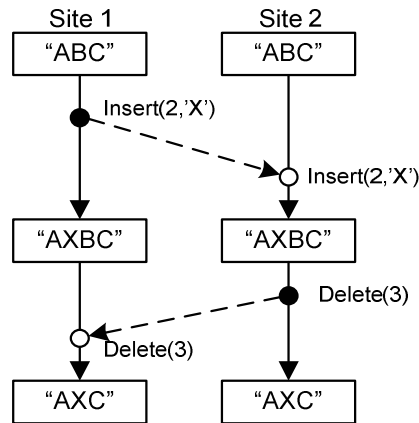 Site 1 Site 2
“ABC” “ABC”
Insert(2,’X’)
Insert(2,’X’)
“AXBC” “AXBC”
Delete(3)
Delete(3)
“AXC” “AXC”